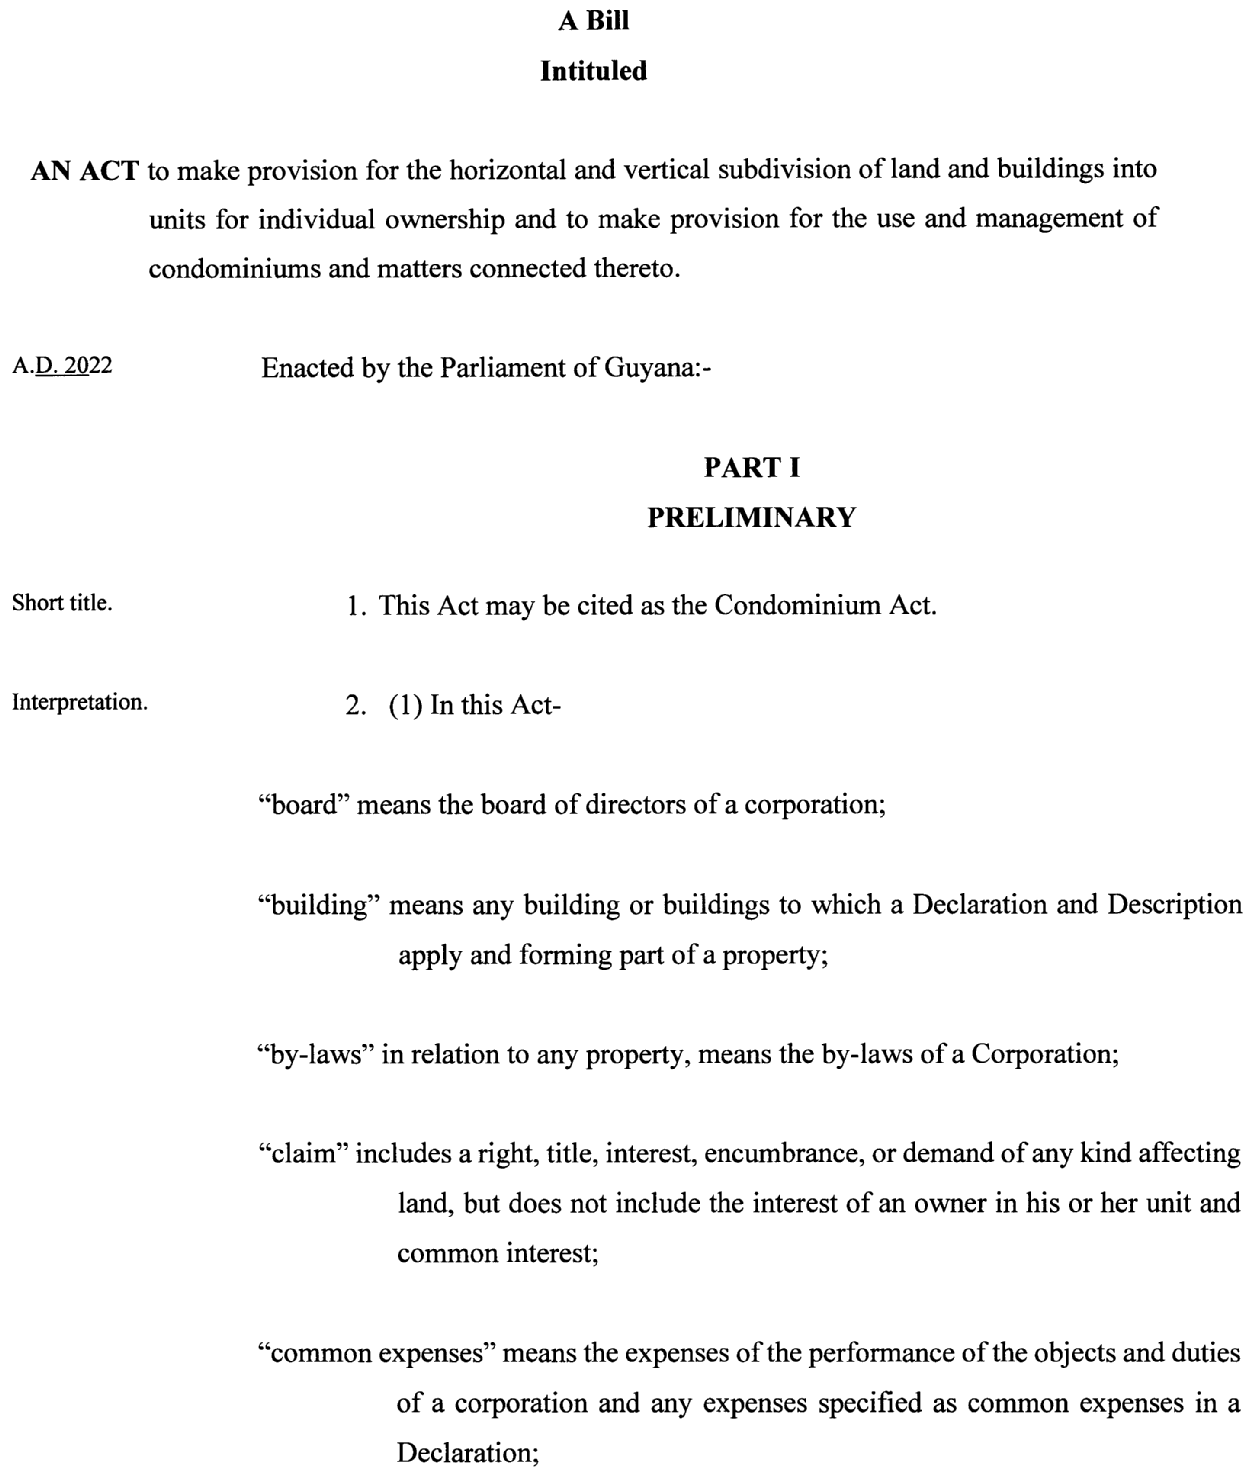 A Bill
Intituled
AN ACT to make provision for the horizontal and vertical subdivision of land and buildings into
units for individual ownership and to make provision for the use and management of
condominiums and matters connected thereto.
A.D. 2022 Enacted by the Parliament of Guyana:-
PART I
PRELIMINARY
Short title. 1. This Act may be cited as the Condominium Act.
Interpretation. 2. (1) In this Act-
“board” means the board of directors of a corporation;
“building” means any building or buildings to which a Declaration and Description
apply and forming part of a property;
“by-laws” in relation to any property, means the by-laws of a Corporation;
“claim” includes a right, title, interest, encumbrance, or demand of any kind affecting
land, but does not include the interest of an owner in his or her unit and
common interest;
“common expenses” means the expenses of the performance of the objects and duties
of a corporation and any expenses specified as common expenses in a
Declaration;